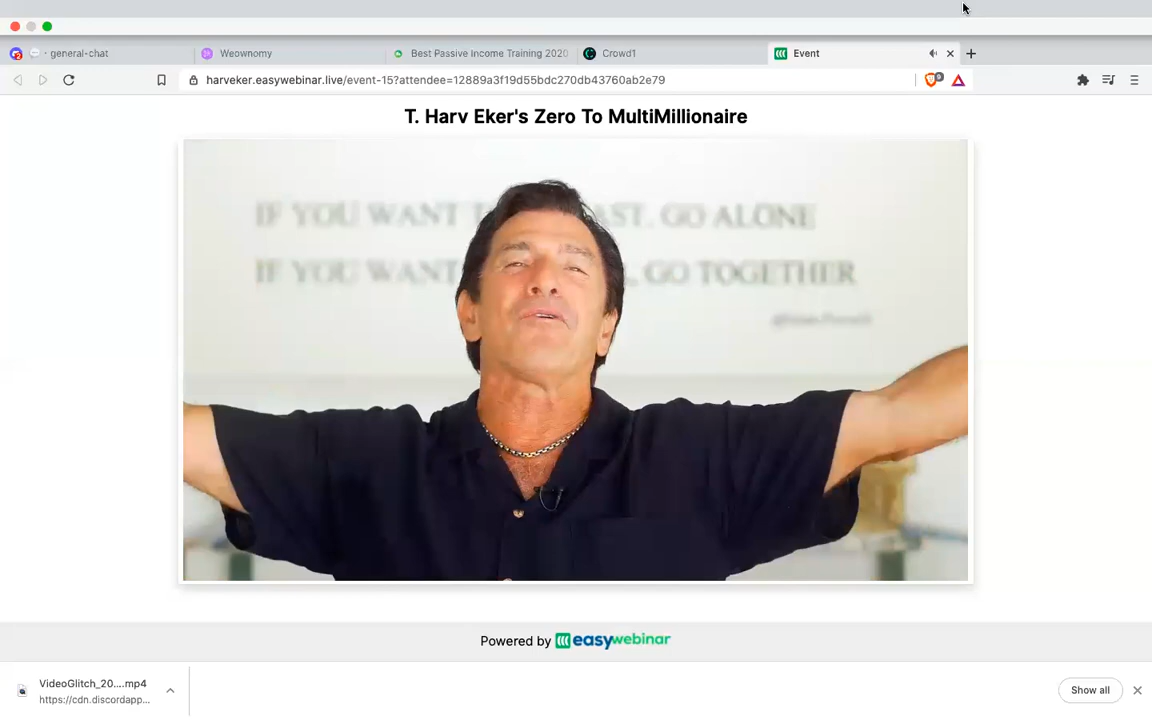 general-chat
Weownomy
Best Passive Income Training 2020
Crowd1
Event
harveker.easywebinar.live/event-15?attendee=12889a3f19d55bdc270db43760ab2e79
T. Harv Eker's Zero To MultiMillionaire
IF YOU WANT AST, GO ALONE
IF YOU WANT , GO TOGETHER
Powered by easywebinar
VideoGlitch_20....mp4
https://cdn.discordapp...
Show all